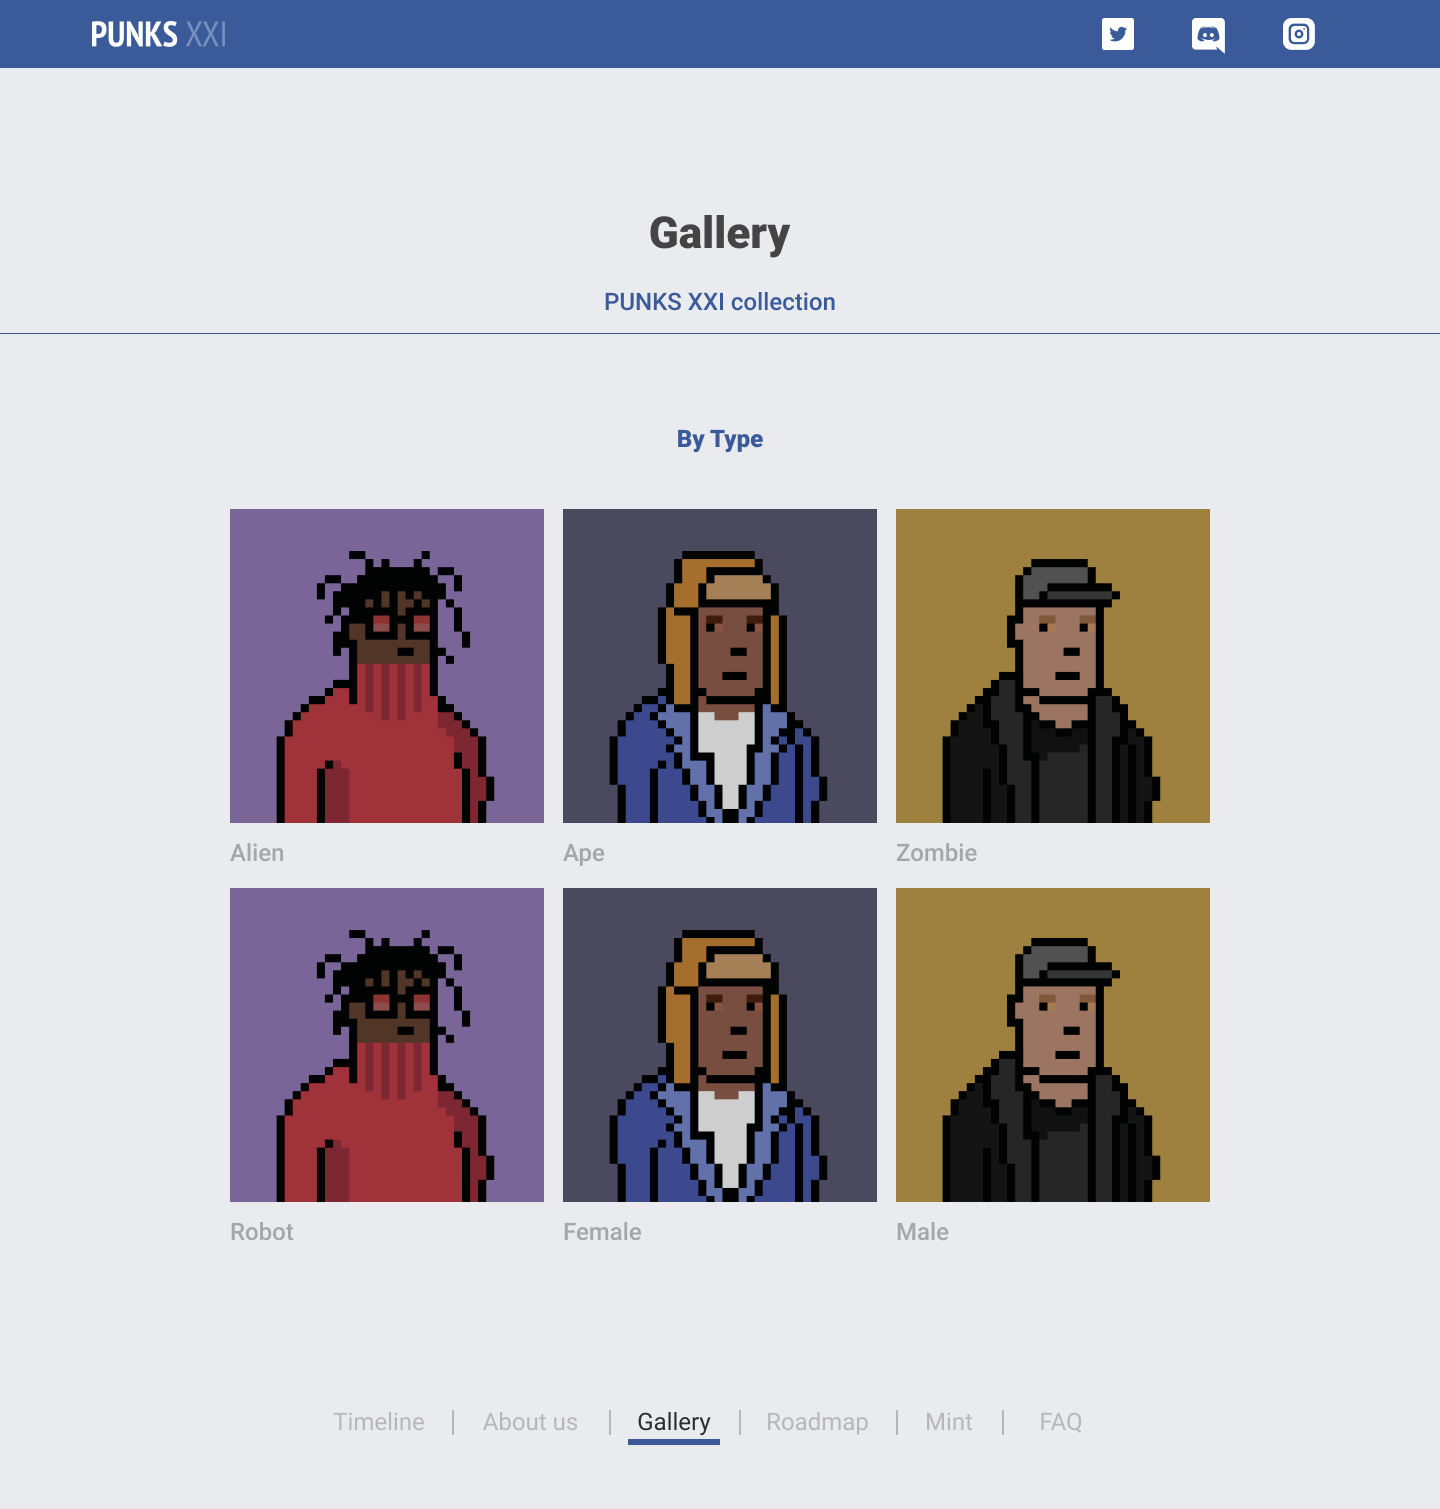 PUNKS XXI
Gallery
PUNKS XXI collection
By Type
Alien
Ape
Zombie
Robot
Female
Male
Timeline | About us | Gallery | Roadmap | Mint | FAQ